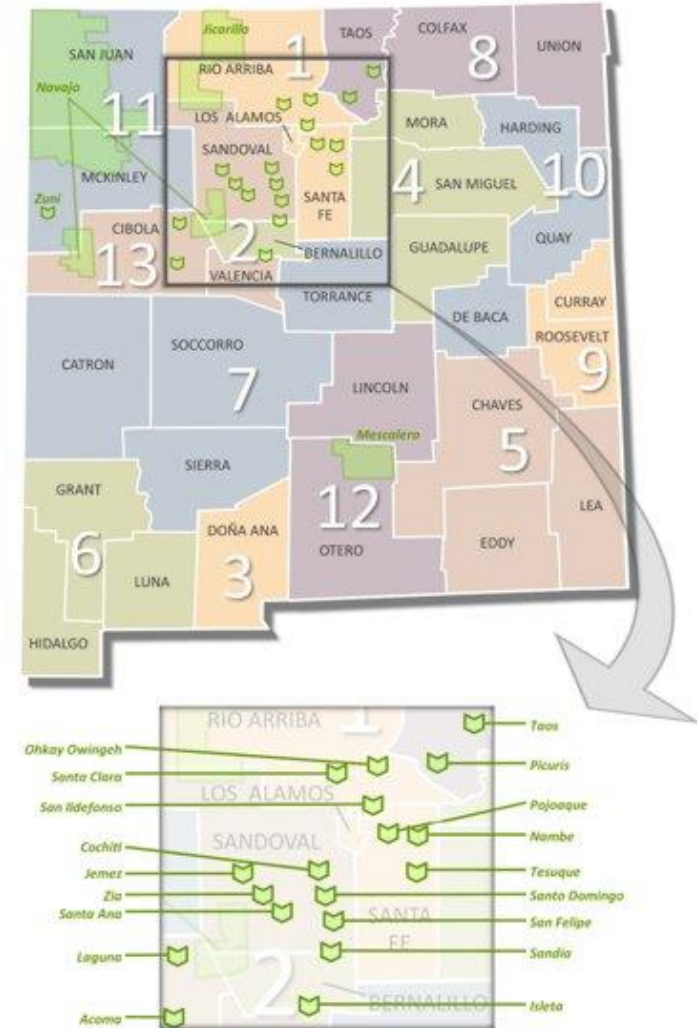 Jicarilla
TAOS
COLFAX
8
UNION
SAN JUAN
1
RIO ARRIBA
Navajo
11
LOS ALAMOS
MORA
HARDING
SANDOVAL
MCKINLEY
4
SAN MIGUEL
10
Zuni
SANTA
FE
CIBOLA
13
2
BERNALILLO
GUADALUPE
QUAY
VALENCIA
TORRANCE
CURRAY
DE BACA
ROOSEVELT
9
SOCCORRO
CATRON
7
LINCOLN
CHAVES
5
Mescalero
SIERRA
GRANT
12
LEA
DOÑA ANA
OTERO
EDDY
6
3
LUNA
HIDALGO
RIO ARRIBA
1
Taos
Ohkay Owingeh
Santa Clara
Picuris
LOS ALAMOS
San Ildefonso
Pojoaque
SANDOVAL
Nambe
Cochiti
Jemez
Tesuque
Zia
Santo Domingo
Santa Ana
SANTA
FE
San Felipe
Laguna
Sandia
2
BERNALILLO
Isleta
Acoma